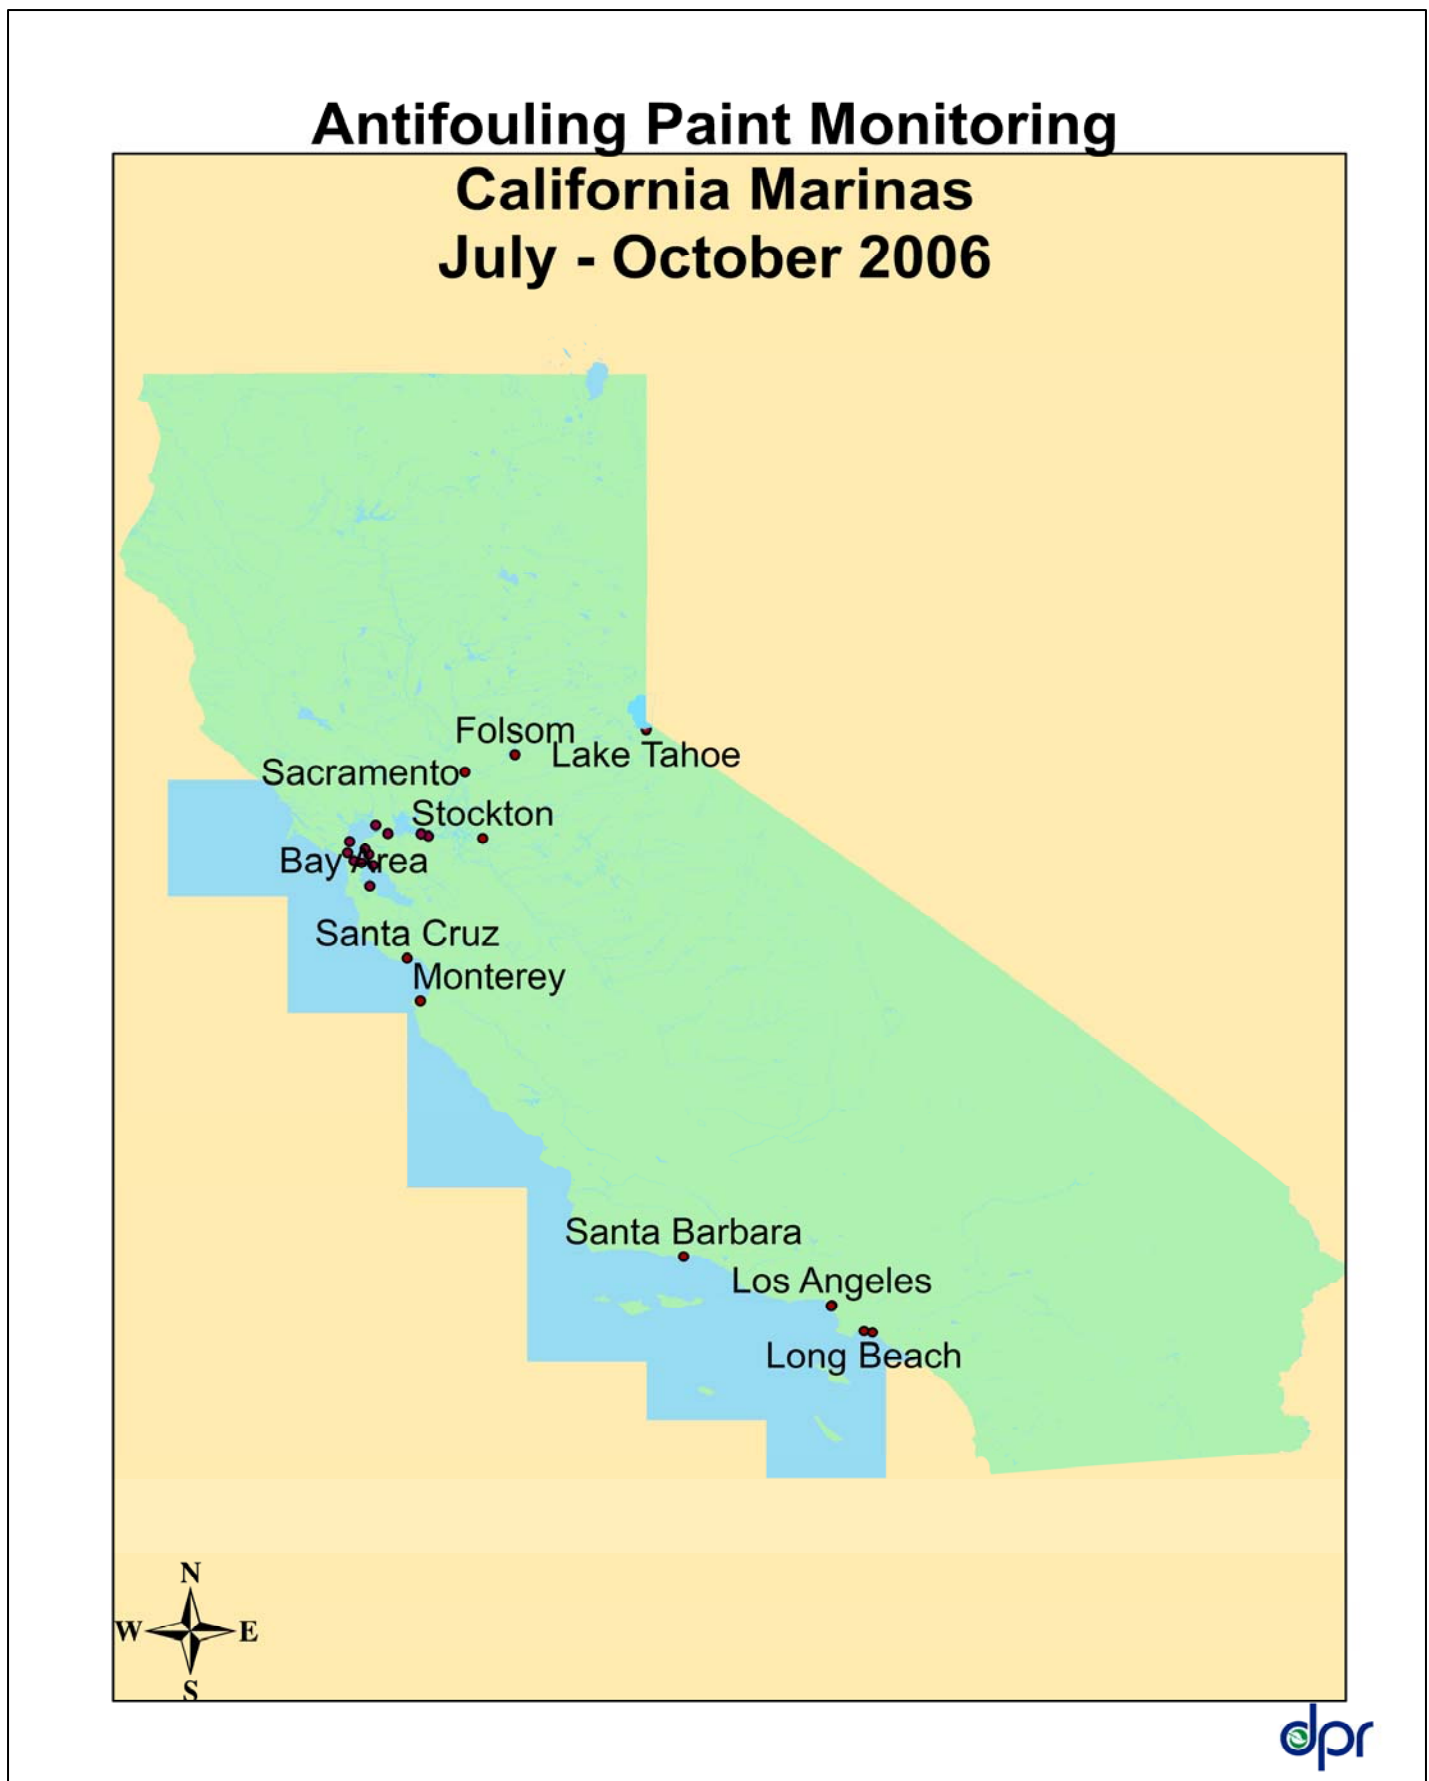 Antifouling Paint Monitoring
California Marinas
July - October 2006
Folsom
Lake Tahoe
Sacramento
Stockton
Bay Area
Santa Cruz
Monterey
Santa Barbara
Los Angeles
Long Beach
N
W E
S
dpr